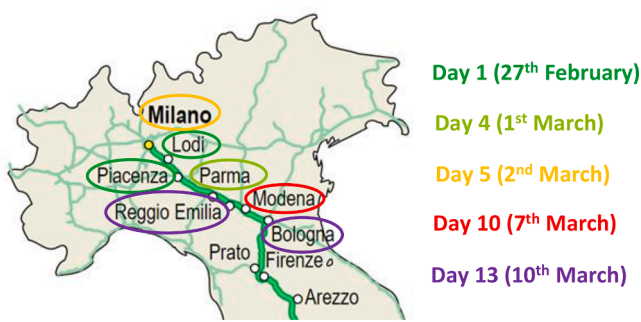 Milano
Lodi
Piacenza
Parma
Modena
Reggio Emilia
Bologna
Prato
Firenze
Arezzo
Day 1 (27th February)
Day 4 (1st March)
Day 5 (2nd March)
Day 10 (7th March)
Day 13 (10th March)